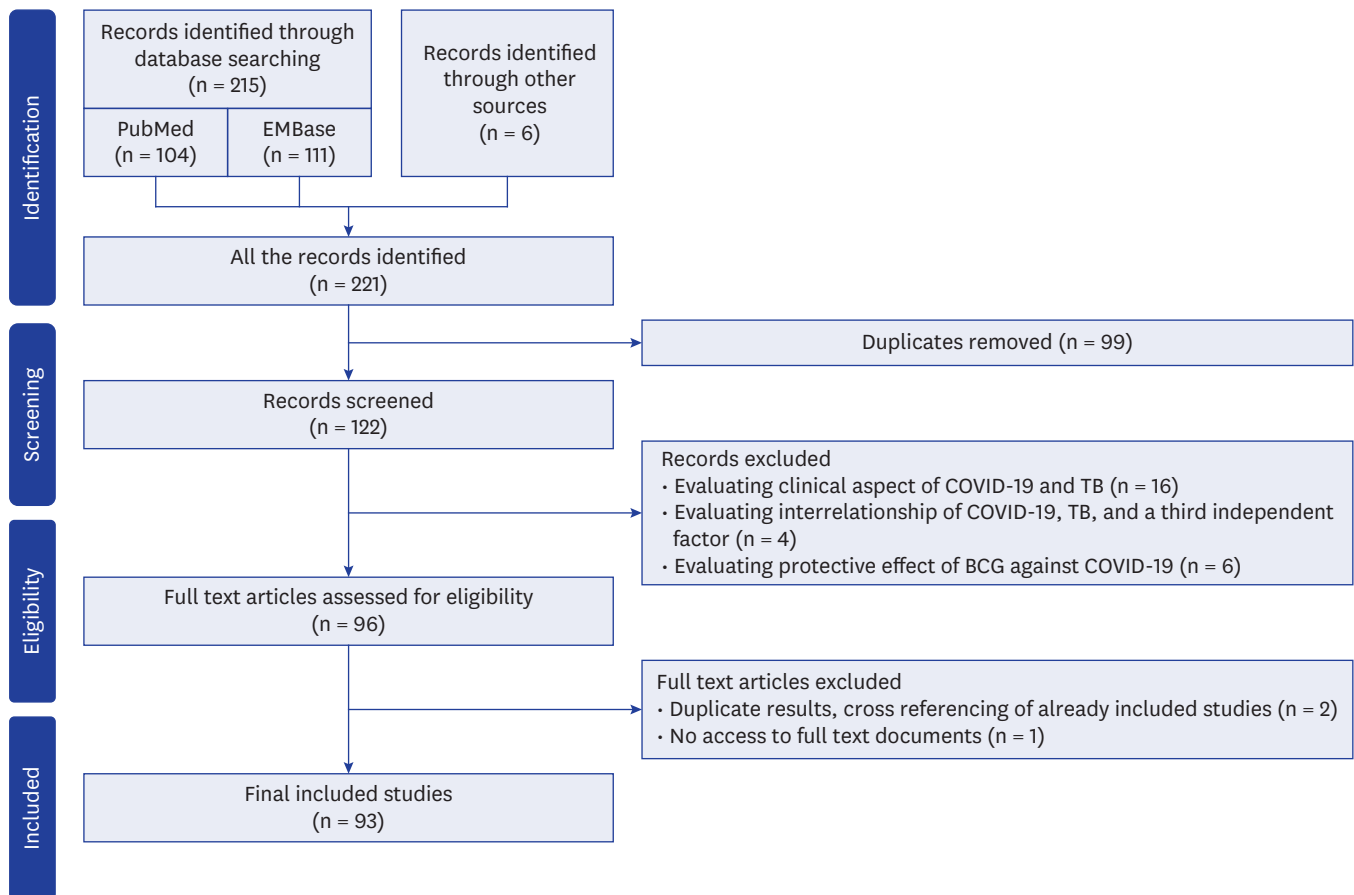 Identification
Records identified through
database searching
(n = 215)
PubMed
(n = 104)
EMBase
(n = 111)
Records identified
through other
sources
(n = 6)
All the records identified
(n = 221)
Screening
Duplicates removed (n = 99)
Records screened
(n = 122)
Records excluded
• Evaluating clinical aspect of COVID-19 and TB (n = 16)
• Evaluating interrelationship of COVID-19, TB, and a third independent
factor (n = 4)
• Evaluating protective effect of BCG against COVID-19 (n = 6)
Eligibility
Full text articles assessed for eligibility
(n = 96)
Full text articles excluded
• Duplicate results, cross referencing of already included studies (n = 2)
• No access to full text documents (n = 1)
Included
Final included studies
(n = 93)